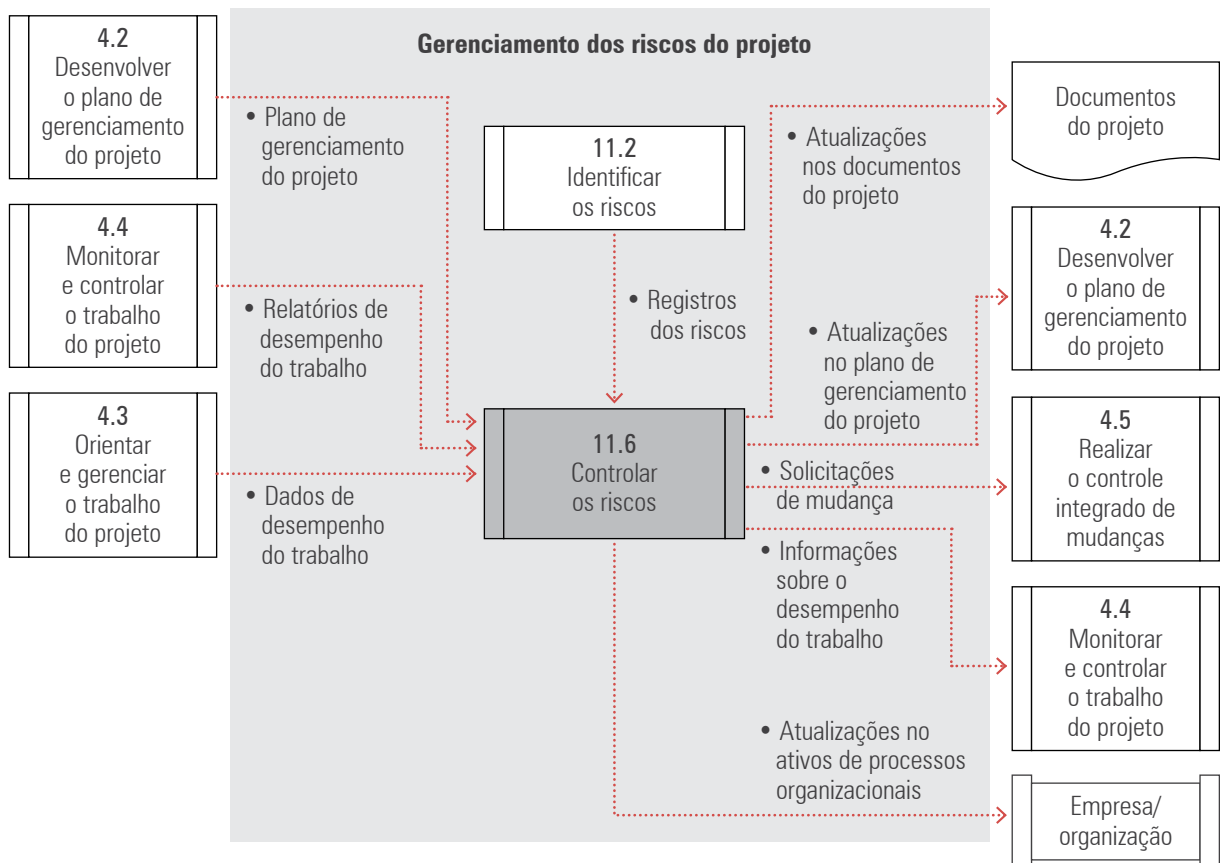 Gerenciamento dos riscos do projeto
4.2
Desenvolver
o plano de
gerenciamento
do projeto
4.4
Monitorar
e controlar
o trabalho
do projeto
4.3
Orientar
e gerenciar
o trabalho
do projeto
• Plano de
gerenciamento
do projeto
• Relatórios de
desempenho
do trabalho
• Dados de
desempenho
do trabalho
11.2
Identificar
os riscos
• Registros
dos riscos
11.6
Controlar
os riscos
• Atualizações
nos documentos
do projeto
• Atualizações
no plano de
gerenciamento
do projeto
• Solicitações
de mudança
• Informações
sobre o
desempenho
do trabalho
• Atualizações no
ativos de processos
organizacionais
Documentos
do projeto
4.2
Desenvolver
o plano de
gerenciamento
do projeto
4.5
Realizar
o controle
integrado de
mudanças
4.4
Monitorar
e controlar
o trabalho
do projeto
Empresa/
organização